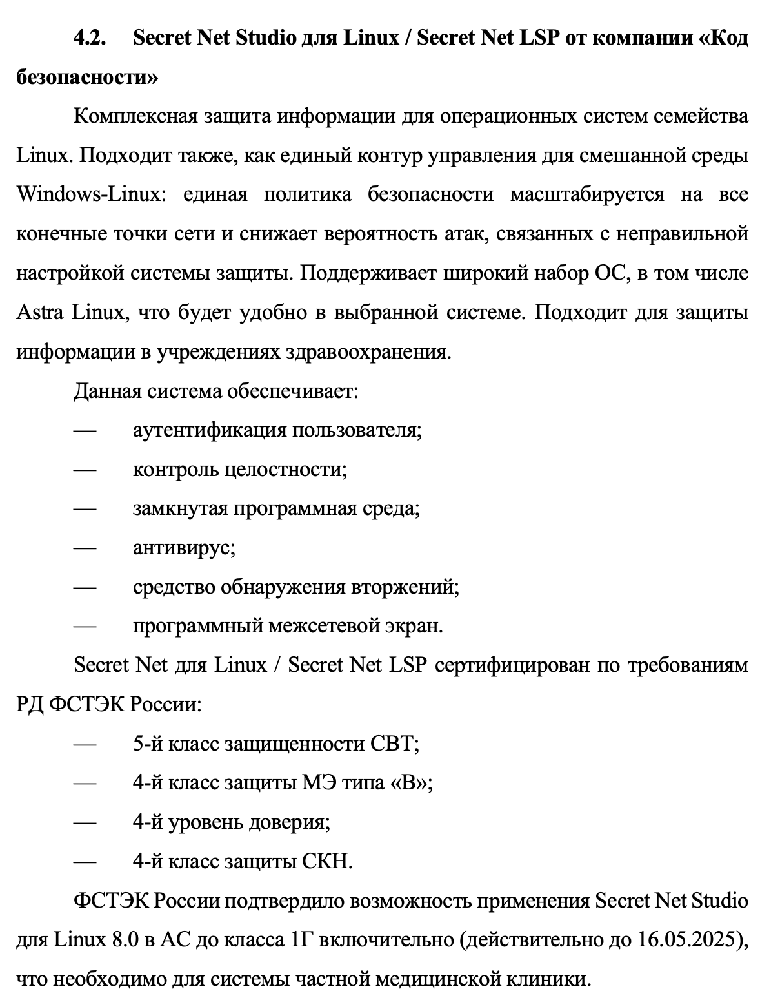 4.2. Secret Net Studio для Linux / Secret Net LSP от компании «Код
безопасности»
Комплексная защита информации для операционных систем семейства
Linux. Подходит также, как единый контур управления для смешанной среды
Windows-Linux: единая политика безопасности масштабируется на все
конечные точки сети и снижает вероятность атак, связанных с неправильной
настройкой системы защиты. Поддерживает широкий набор ОС, в том числе
Astra Linux, что будет удобно в выбранной системе. Подходит для защиты
информации в учреждениях здравоохранения.
Данная система обеспечивает:
— аутентификация пользователя;
— контроль целостности;
— замкнутая программная среда;
— антивирус;
— средство обнаружения вторжений;
— программный межсетевой экран.
Secret Net для Linux / Secret Net LSP сертифицирован по требованиям
РД ФСТЭК России:
— 5-й класс защищенности СВТ;
— 4-й класс защиты МЭ типа «В»;
— 4-й уровень доверия;
— 4-й класс защиты СКН.
ФСТЭК России подтвердило возможность применения Secret Net Studio
для Linux 8.0 в АС до класса 1Г включительно (действительно до 16.05.2025),
что необходимо для системы частной медицинской клиники.